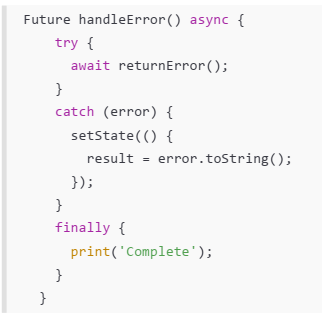 Future handleError() async {
    try {
      await returnError();
    }
    catch (error) {
      setState(() {
        result = error.toString();
      });
    }
    finally {
      print('Complete');
    }
  }